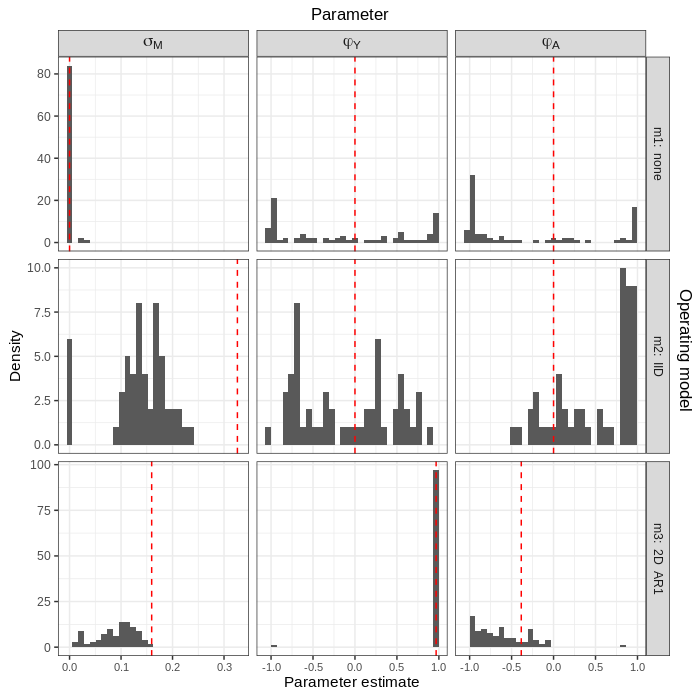 Parameter
σM φY φA
80
60
40
20
0
m1: none
10.0
7.5
5.0
2.5
0.0
m2: IID
100
75
50
25
0
m3: 2D AR1
Density
Operating model
0.0 0.1 0.2 0.3 -1.0 -0.5 0.0 0.5 1.0 -1.0 -0.5 0.0 0.5 1.0
Parameter estimate